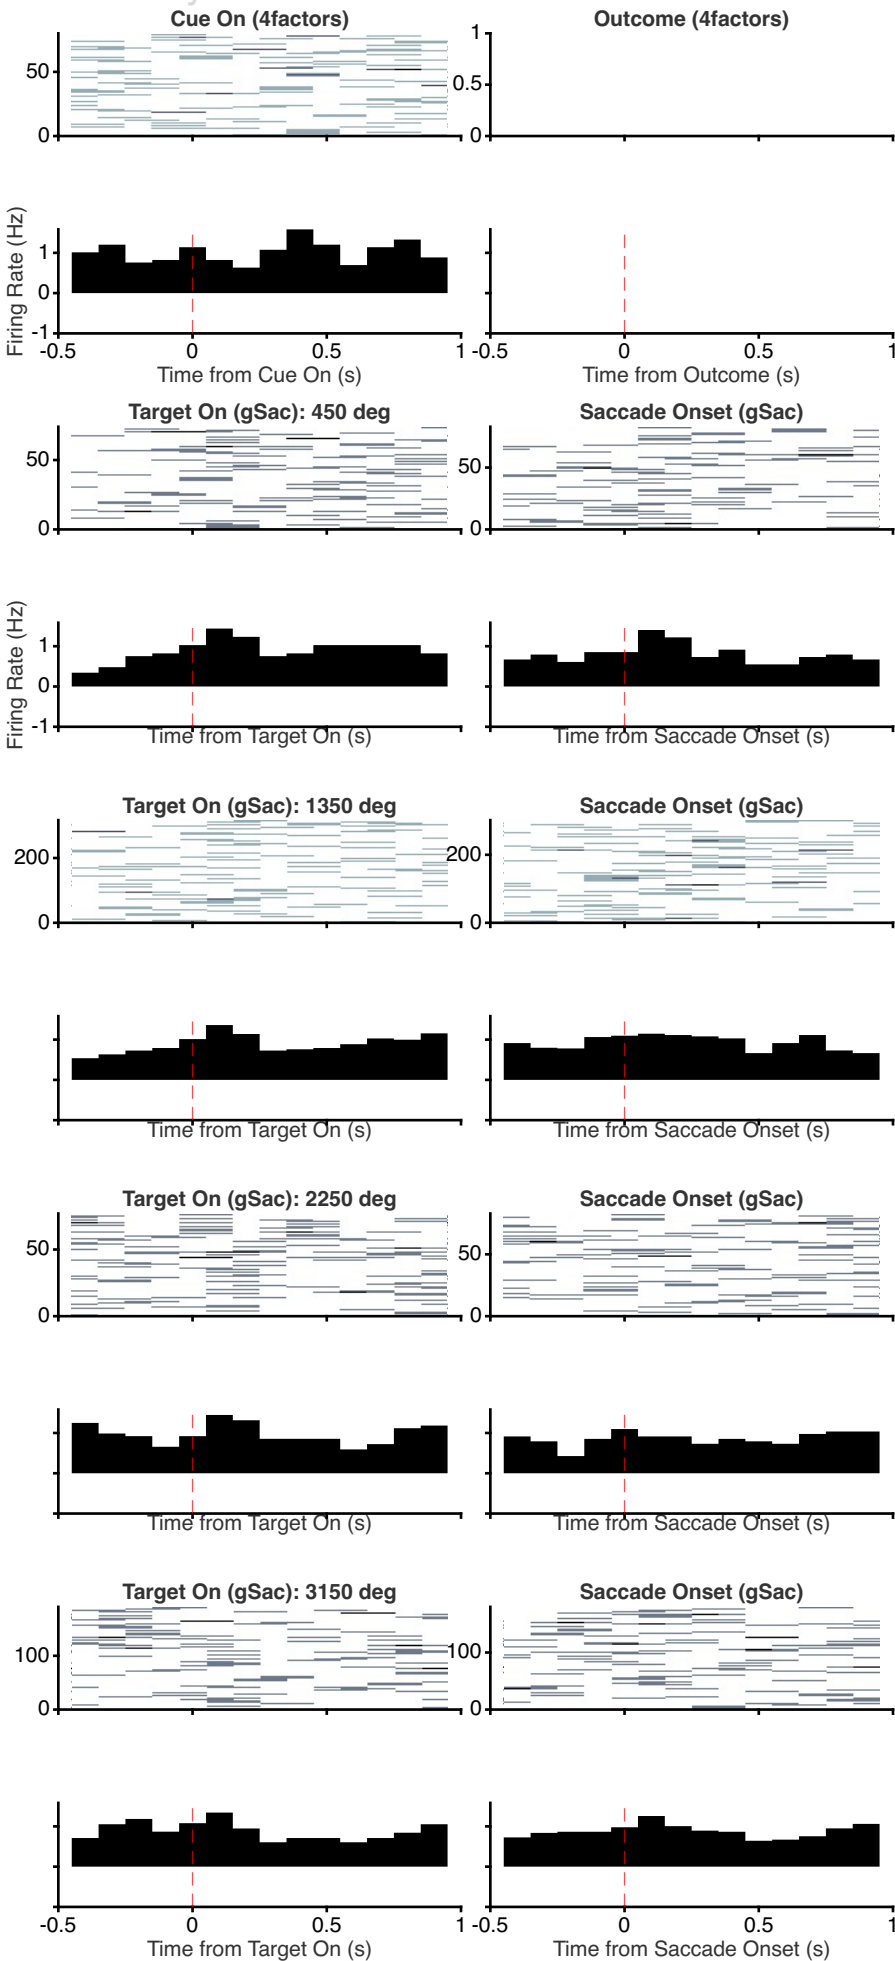 Cue On (4factors)
Outcome (4factors)
50
0
1
0.5
0
Firing Rate (Hz)
1
0
-1
-0.5 0 0.5 1
-0.5 0 0.5 1
Time from Cue On (s)
Time from Outcome (s)
Target On (gSac): 450 deg
Saccade Onset (gSac)
50
0
50
0
Firing Rate (Hz)
1
0
-1
Time from Target On (s)
Time from Saccade Onset (s)
Target On (gSac): 1350 deg
Saccade Onset (gSac)
200
0
200
0
Time from Target On (s)
Time from Saccade Onset (s)
Target On (gSac): 2250 deg
Saccade Onset (gSac)
50
0
50
0
Time from Target On (s)
Time from Saccade Onset (s)
Target On (gSac): 3150 deg
Saccade Onset (gSac)
100
0
100
0
-0.5 0 0.5 1
-0.5 0 0.5 1
Time from Target On (s)
Time from Saccade Onset (s)